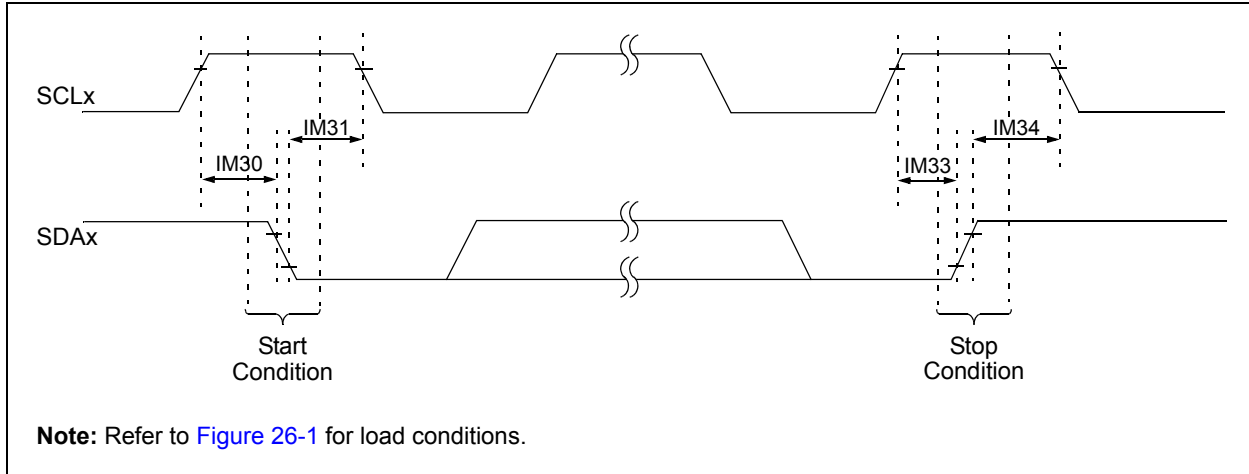 SCLx
IM31
IM34
IM30
IM33
SDAx
Start
Condition
Stop
Condition
Note: Refer to Figure 26-1 for load conditions.